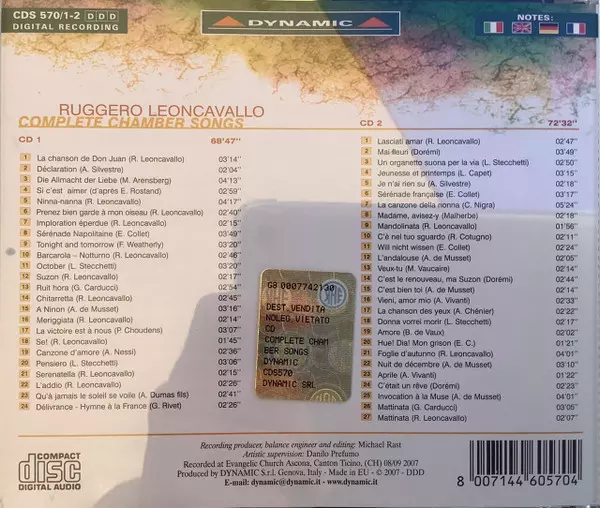 CDS 570/1-2 DDD
DIGITAL RECORDING
DYNAMIC
NOTES:
RUGGERO LEONCAVALLO
COMPLETE CHAMBER SONGS
CD 1 68'47"
1 La chanson de Don Juan (R. Leoncavallo) 03'14"
2 Déclaration (A. Silvestre) 02'04"
3 Die Allmacht der Liebe (M. Arensberg) 04'13"
4 Si c'est aimer (d'après E. Rostand) 02'59"
5 Ninna-nanna (R. Leoncavallo) 04'17"
6 Prenez bien garde à mon oiseau (R. Leoncavallo) 02'40"
7 Imploration éperdue (R. Leoncavallo) 02'15"
8 Sérénade Napolitaine (E. Collet) 03'49"
9 Tonight and tomorrow (F. Weatherly) 03'20"
10 Barcarola – Notturno (R. Leoncavallo) 02'46"
11 October (L. Stecchetti) 03'06"
12 Suzon (R. Leoncavallo) 02'17"
13 Ruit hora (G. Carducci) 02'54"
14 Chitarretta (R. Leoncavallo) 02'45"
15 A Ninon (A. de Musset) 03'16"
16 Meriggiata (R. Leoncavallo) 02'14"
17 La victoire est à nous (P. Choudens) 03'07"
18 Se! (R. Leoncavallo) 01'45"
19 Canzone d'amore (A. Nessi) 01'36"
20 Pensiero (L. Stecchetti) 03'06"
21 Serenatella (R. Leoncavallo) 02'15"
22 L'addio (R. Leoncavallo) 02'26"
23 Qu'à jamais le soleil se voile (A. Dumas fils) 02'41"
24 Délivrance - Hymne à la France (G. Rivet) 02'26"
CD 2 72'32"
1 Lasciati amar (R. Leoncavallo) 02'47"
2 Mai fleuri (Dorémi) 03'49"
3 Un organetto suona per la via (L. Stecchetti) 02'50"
4 Jeunesse et printemps (L. Capet) 03'13"
5 Je n'ai rien su (A. Silvestre) 02'18"
6 Sérénade française (E. Collet) 03'17"
7 La canzone della nonna (C. Nigra) 05'24"
8 Madame, avisez-y (Malherbe) 02'18"
9 Mandolinata (R. Leoncavallo) 01'56"
10 C'è nel tuo sguardo (R. Cotugno) 02'11"
11 Will not wissen (E. Collet) 03'24"
12 L'andalouse (A. de Musset) 02'05"
13 Veux-tu (M. Vaucaire) 02'14"
14 C'est le renouveau, ma Suzon (Dorémi) 02'44"
15 C'est bien toi (A. de Musset) 02'14"
16 Vieni, amor mio (A. Vivanti) 02'33"
17 La chanson des yeux (A. Chénier) 02'22"
18 Donna vorrei morir (L. Stecchetti) 02'22"
19 Amore (B. de Vaux) 02'11"
20 Hue! Dia! Mon grison (E. C.) 01'31"
21 Foglie d'autunno (R. Leoncavallo) 04'01"
22 Nuit de décembre (A. de Musset) 03'10"
23 Aprile (A. Vivanti) 01'22"
24 C'était un rêve (Dorémi) 02'23"
25 Invocation à la Muse (A. de Musset) 04'01"
26 Mattinata (G. Carducci) 03'05"
27 Mattinata (R. Leoncavallo) 02'07"
GB 0007742130
DEST.VENDITA
NOLEG.VIETATO
CD
COMPLETE CHAM
BER SONGS
DYNAMIC
CDS570
DYNAMIC SRL
COMPACT
disc
DIGITAL AUDIO
Recording producer, balance engineer and editing: Michael Rast
Artistic supervision: Danilo Prefumo
Recorded at Evangelic Church Ascona, Canton Ticino, (CH) 08/09 2007
Produced by DYNAMIC S.r.l. Genova, Italy - Made in EU - © 2007 - DDD
E-mail: dynamic@dynamic.it - www.dynamic.it
8 007144 605704